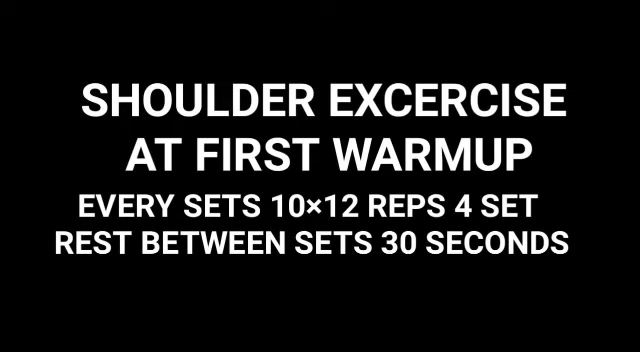 SHOULDER EXCERCISE
AT FIRST WARMUP
EVERY SETS 10×12 REPS 4 SET
REST BETWEEN SETS 30 SECONDS